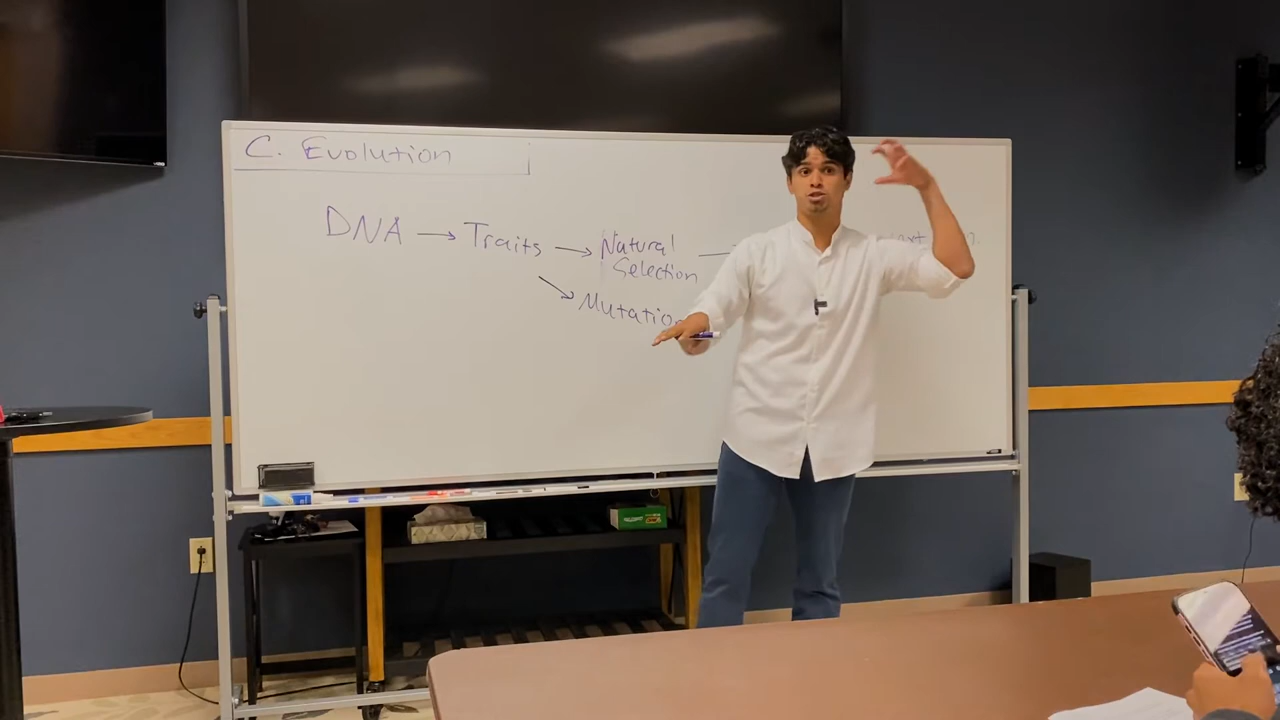 C. Evolution
DNA → Traits → Natural
Selection
Mutation